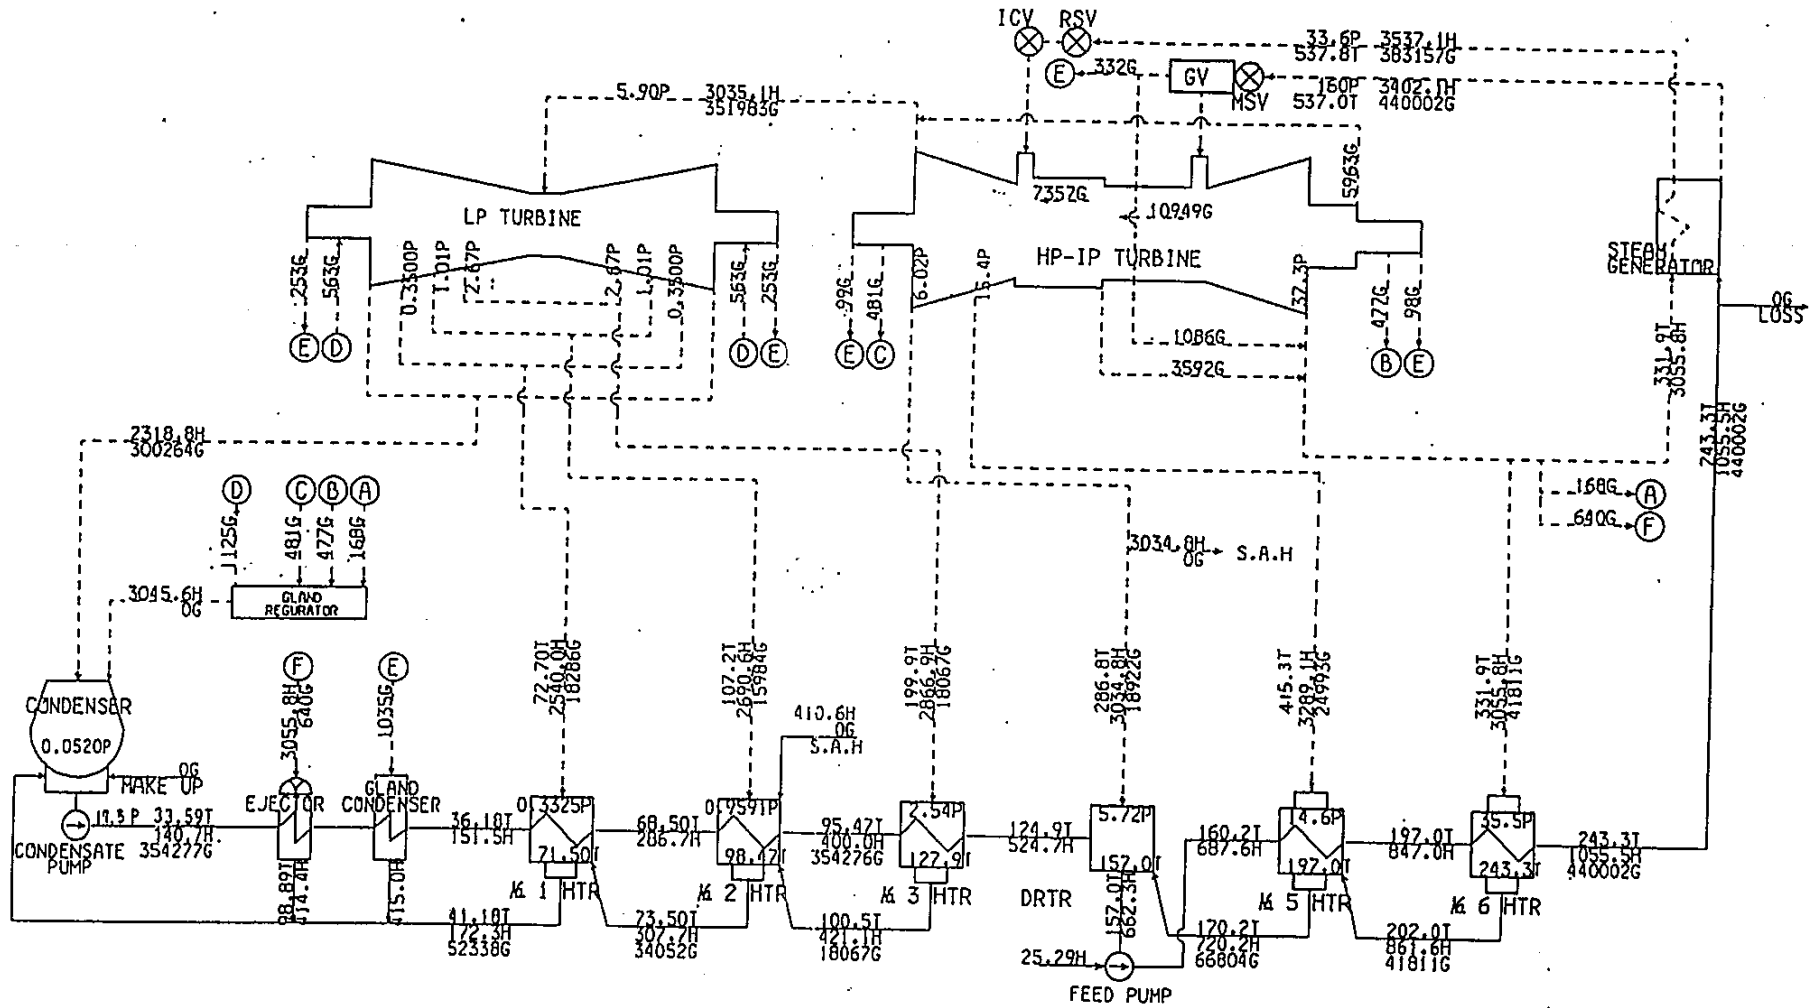 ICV RSV
33.6P 3537.1H
537.8T 383157G
E 332G GV
MSV
160P 3402.1H
537.0T 440002G
5.90P 3035.1H
351983G
5963G
LP TURBINE
7352G
10949G
HP-IP TURBINE
STEAM
GENERATOR
0G
LOSS
253G
563G
0.3500P
1.01P
2.67P
2.67P
1.01P
0.3500P
563G
253G
99G
481G
6.02P
15.4P
37.3P
477G
98G
E D
D E
E C
B E
1086G
3592G
331.9T
3055.8H
243.3T
1055.5H
440002G
2318.8H
300264G
D C B A
1125G
481G
477G
168G
GLAND
REGURATOR
3045.6H
0G
168G A
640G F
3034.8H
0G S.A.H
F E
3055.8H
640G
1035G
72.70T
2540.0H
18286G
107.2T
2690.6H
15984G
199.9T
2866.9H
18067G
286.8T
3034.8H
18922G
415.3T
3289.1H
24993G
331.9T
3055.8H
41811G
410.6H
0G
S.A.H
CONDENSER
0.0520P
0G
MAKE UP
EJECTOR
GLAND
CONDENSER
0.3325P
0.9591P
2.54P
5.72P
14.6P
35.5P
33.59T
140.7H
354277G
CONDENSATE
PUMP
36.18T
151.5H
68.50T
286.7H
95.47T
400.0H
354276G
124.9T
524.7H
160.2T
687.6H
197.0T
847.0H
243.3T
1055.5H
440002G
71.50T
98.47T
127.9T
157.0T
197.0T
243.3T
№ 1 HTR
№ 2 HTR
№ 3 HTR
DRTR
№ 5 HTR
№ 6 HTR
98.89T
414.4H
415.0H
157.0T
662.3H
41.18T
172.3H
52338G
73.50T
307.7H
34052G
100.5T
421.1H
18067G
170.2T
720.2H
66804G
202.0T
861.6H
41811G
25.29H
FEED PUMP